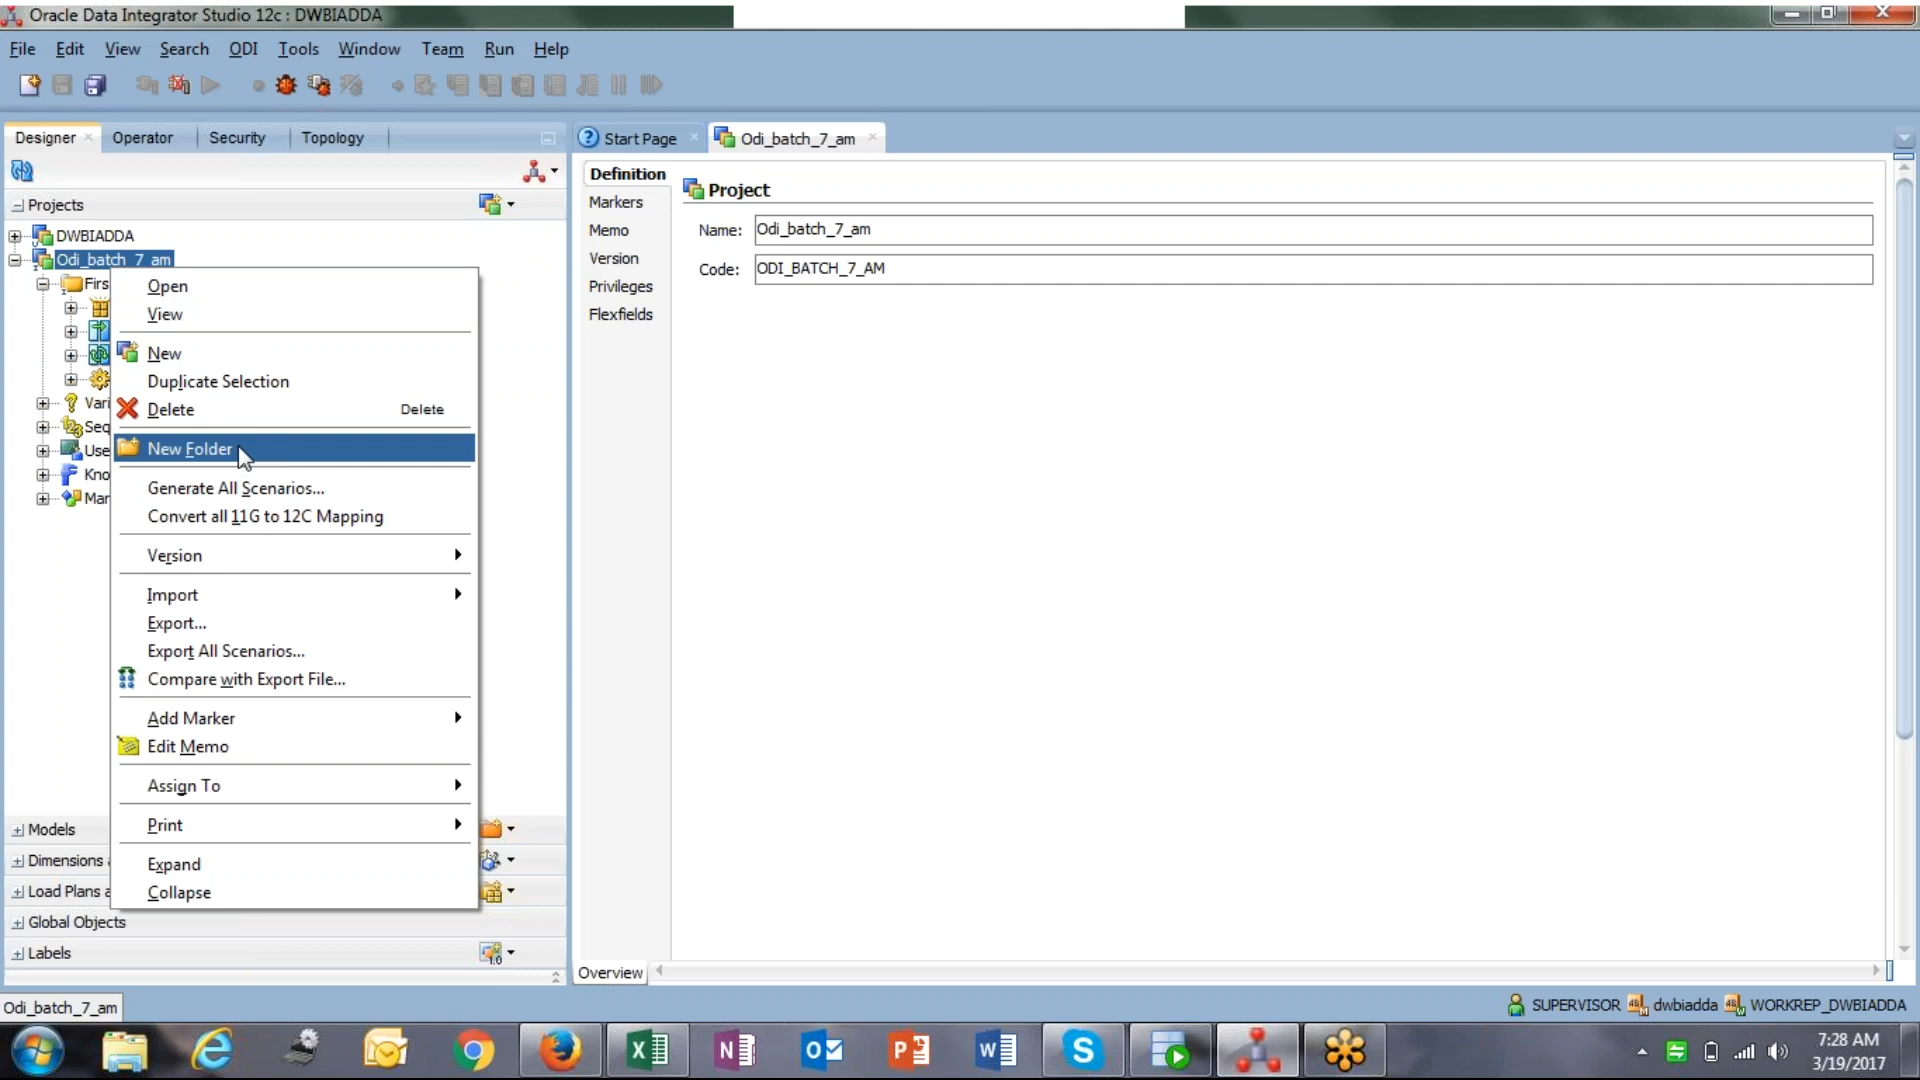 Oracle Data Integrator Studio 12c : DWBIADDA
File Edit View Search ODI Tools Window Team Run Help
Designer Operator Security Topology
Start Page Odi_batch_7_am
Projects
DWBIADDA
Odi_batch_7_am
Firs
Vari
Seq
Use
Kno
Mar
Open
View
New
Duplicate Selection
Delete Delete
New Folder
Generate All Scenarios...
Convert all 11G to 12C Mapping
Version
Import
Export...
Export All Scenarios...
Compare with Export File...
Add Marker
Edit Memo
Assign To
Print
Expand
Collapse
Models
Dimensions
Load Plans a
Global Objects
Labels
Definition
Markers
Memo
Version
Privileges
Flexfields
Project
Name: Odi_batch_7_am
Code: ODI_BATCH_7_AM
Overview
Odi_batch_7_am
SUPERVISOR dwbiadda WORKREP_DWBIADDA
7:28 AM
3/19/2017